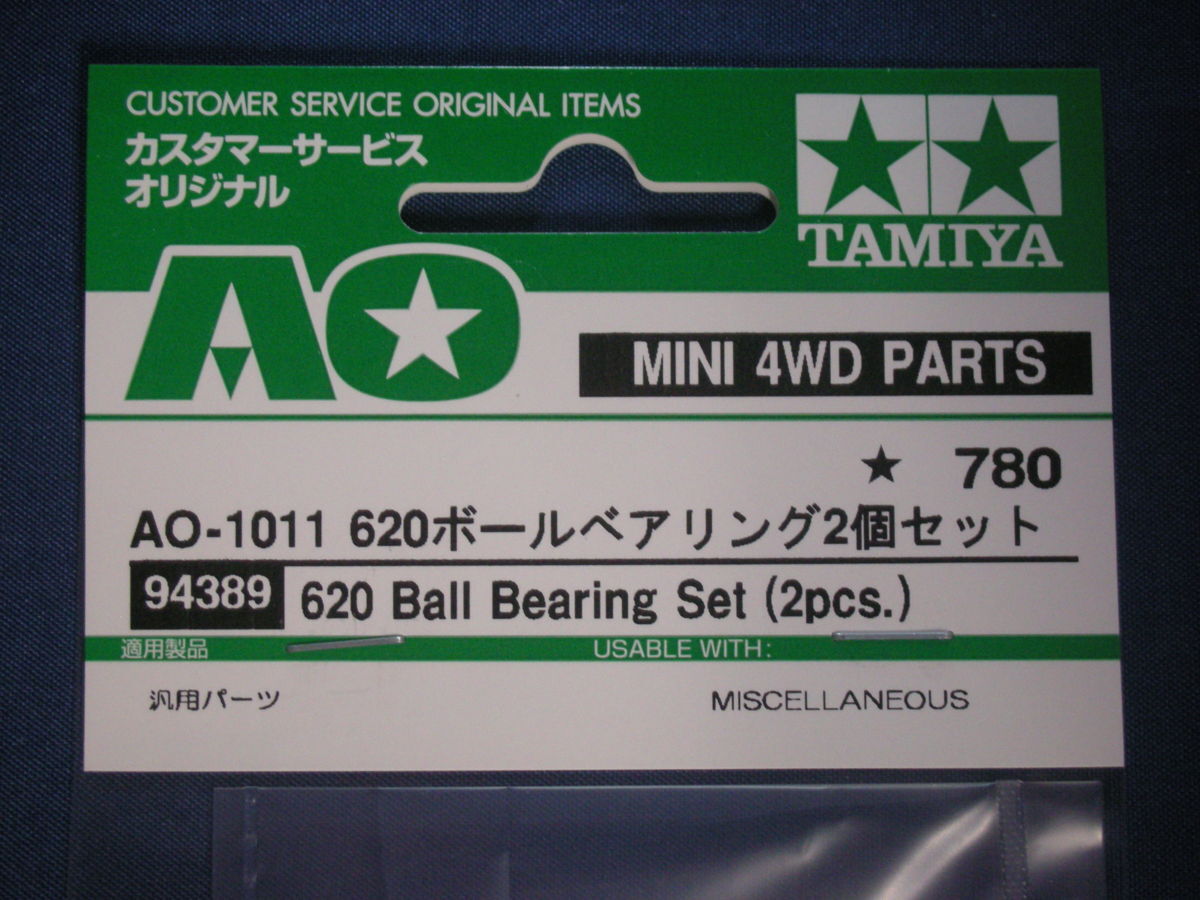 CUSTOMER SERVICE ORIGINAL ITEMS
カスタマーサービス
オリジナル
TAMIYA
AO
MINI 4WD PARTS
★ 780
AO-1011 620ボールベアリング2個セット
94389 620 Ball Bearing Set (2pcs.)
適用製品 USABLE WITH:
汎用パーツ MISCELLANEOUS